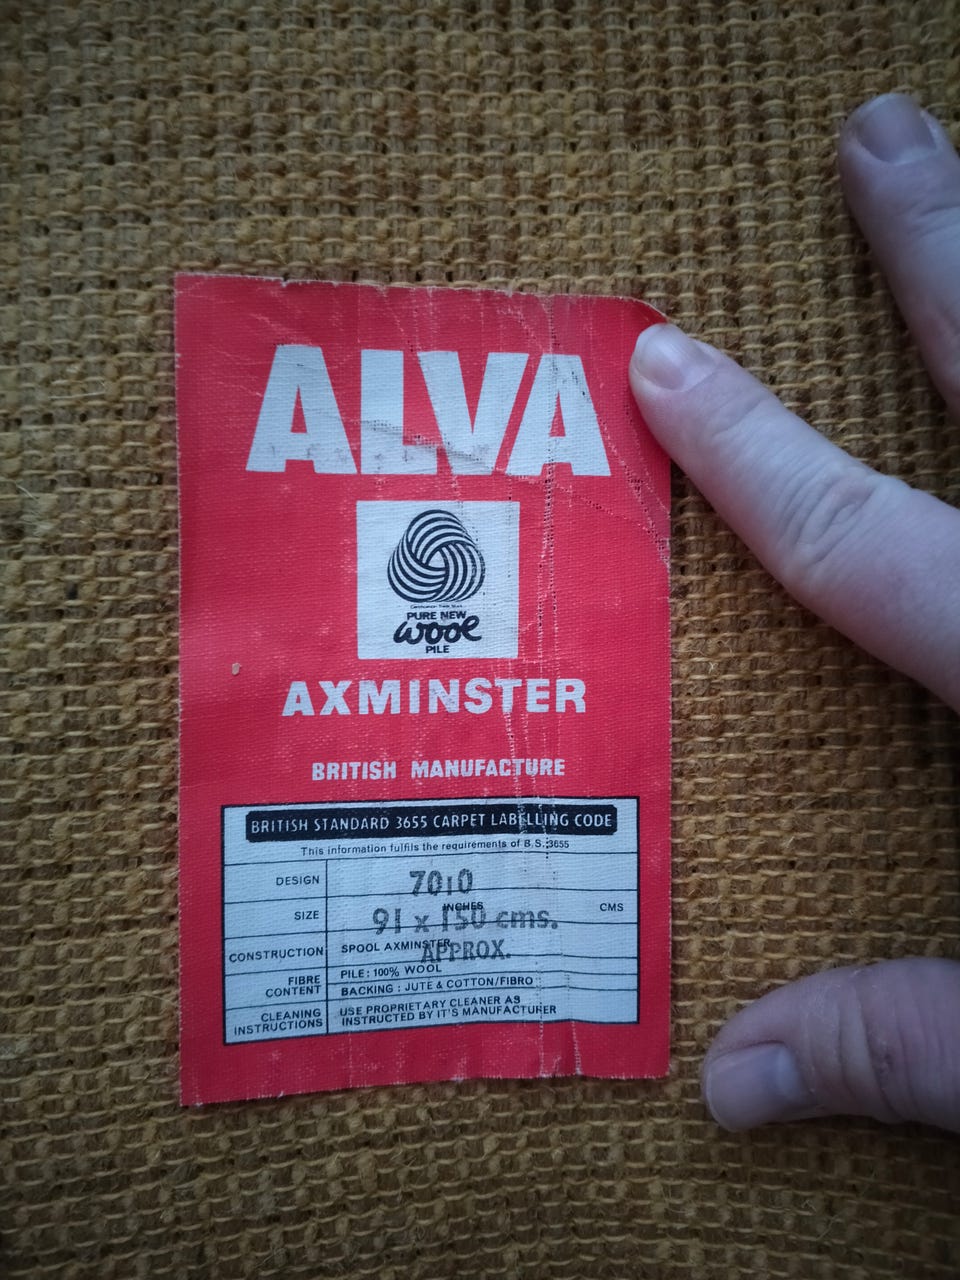 ALVA
Certification Trade Mark
PURE NEW
wool
PILE
AXMINSTER
BRITISH MANUFACTURE
BRITISH STANDARD 3655 CARPET LABELLING CODE
This information fulfils the requirements of B.S. 3655
DESIGN 7010
INCHES
SIZE 91 x 150 cms. CMS
APPROX.
CONSTRUCTION SPOOL AXMINSTER
FIBRE CONTENT PILE: 100% WOOL
BACKING: JUTE & COTTON/FIBRO
CLEANING INSTRUCTIONS USE PROPRIETARY CLEANER AS
INSTRUCTED BY IT'S MANUFACTURER